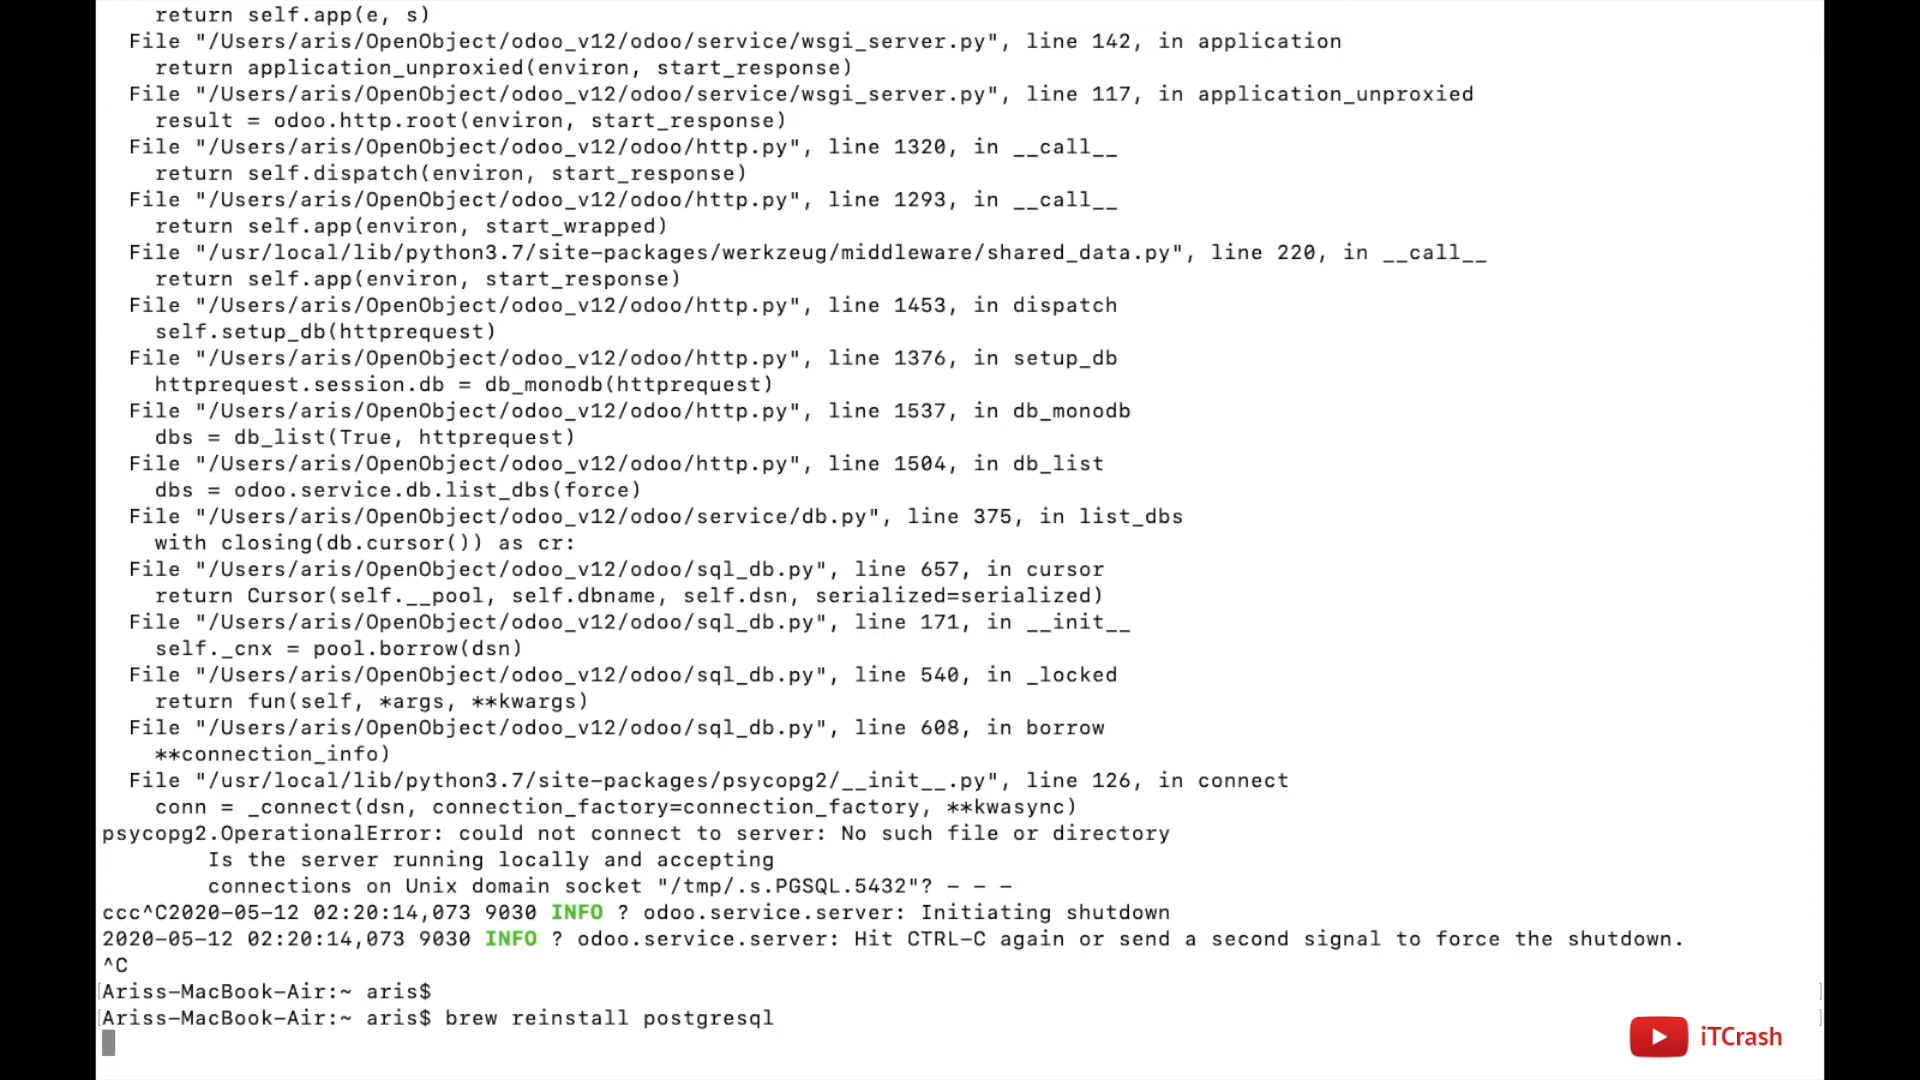 return self.app(e, s)
File "/Users/aris/OpenObject/odoo_v12/odoo/service/wsgi_server.py", line 142, in application
return application_unproxied(environ, start_response)
File "/Users/aris/OpenObject/odoo_v12/odoo/service/wsgi_server.py", line 117, in application_unproxied
result = odoo.http.root(environ, start_response)
File "/Users/aris/OpenObject/odoo_v12/odoo/http.py", line 1320, in __call__
return self.dispatch(environ, start_response)
File "/Users/aris/OpenObject/odoo_v12/odoo/http.py", line 1293, in __call__
return self.app(environ, start_wrapped)
File "/usr/local/lib/python3.7/site-packages/werkzeug/middleware/shared_data.py", line 220, in __call__
return self.app(environ, start_response)
File "/Users/aris/OpenObject/odoo_v12/odoo/http.py", line 1453, in dispatch
self.setup_db(httprequest)
File "/Users/aris/OpenObject/odoo_v12/odoo/http.py", line 1376, in setup_db
httprequest.session.db = db_monodb(httprequest)
File "/Users/aris/OpenObject/odoo_v12/odoo/http.py", line 1537, in db_monodb
dbs = db_list(True, httprequest)
File "/Users/aris/OpenObject/odoo_v12/odoo/http.py", line 1504, in db_list
dbs = odoo.service.db.list_dbs(force)
File "/Users/aris/OpenObject/odoo_v12/odoo/service/db.py", line 375, in list_dbs
with closing(db.cursor()) as cr:
File "/Users/aris/OpenObject/odoo_v12/odoo/sql_db.py", line 657, in cursor
return Cursor(self.__pool, self.dbname, self.dsn, serialized=serialized)
File "/Users/aris/OpenObject/odoo_v12/odoo/sql_db.py", line 171, in __init__
self._cnx = pool.borrow(dsn)
File "/Users/aris/OpenObject/odoo_v12/odoo/sql_db.py", line 540, in _locked
return fun(self, *args, **kwargs)
File "/Users/aris/OpenObject/odoo_v12/odoo/sql_db.py", line 608, in borrow
**connection_info)
File "/usr/local/lib/python3.7/site-packages/psycopg2/__init__.py", line 126, in connect
conn = _connect(dsn, connection_factory=connection_factory, **kwasync)
psycopg2.OperationalError: could not connect to server: No such file or directory
Is the server running locally and accepting
connections on Unix domain socket "/tmp/.s.PGSQL.5432"? - - -
ccc^C2020-05-12 02:20:14,073 9030 INFO ? odoo.service.server: Initiating shutdown
2020-05-12 02:20:14,073 9030 INFO ? odoo.service.server: Hit CTRL-C again or send a second signal to force the shutdown.
^C
[Ariss-MacBook-Air:~ aris$ ]
[Ariss-MacBook-Air:~ aris$ brew reinstall postgresql ]
iTCrash